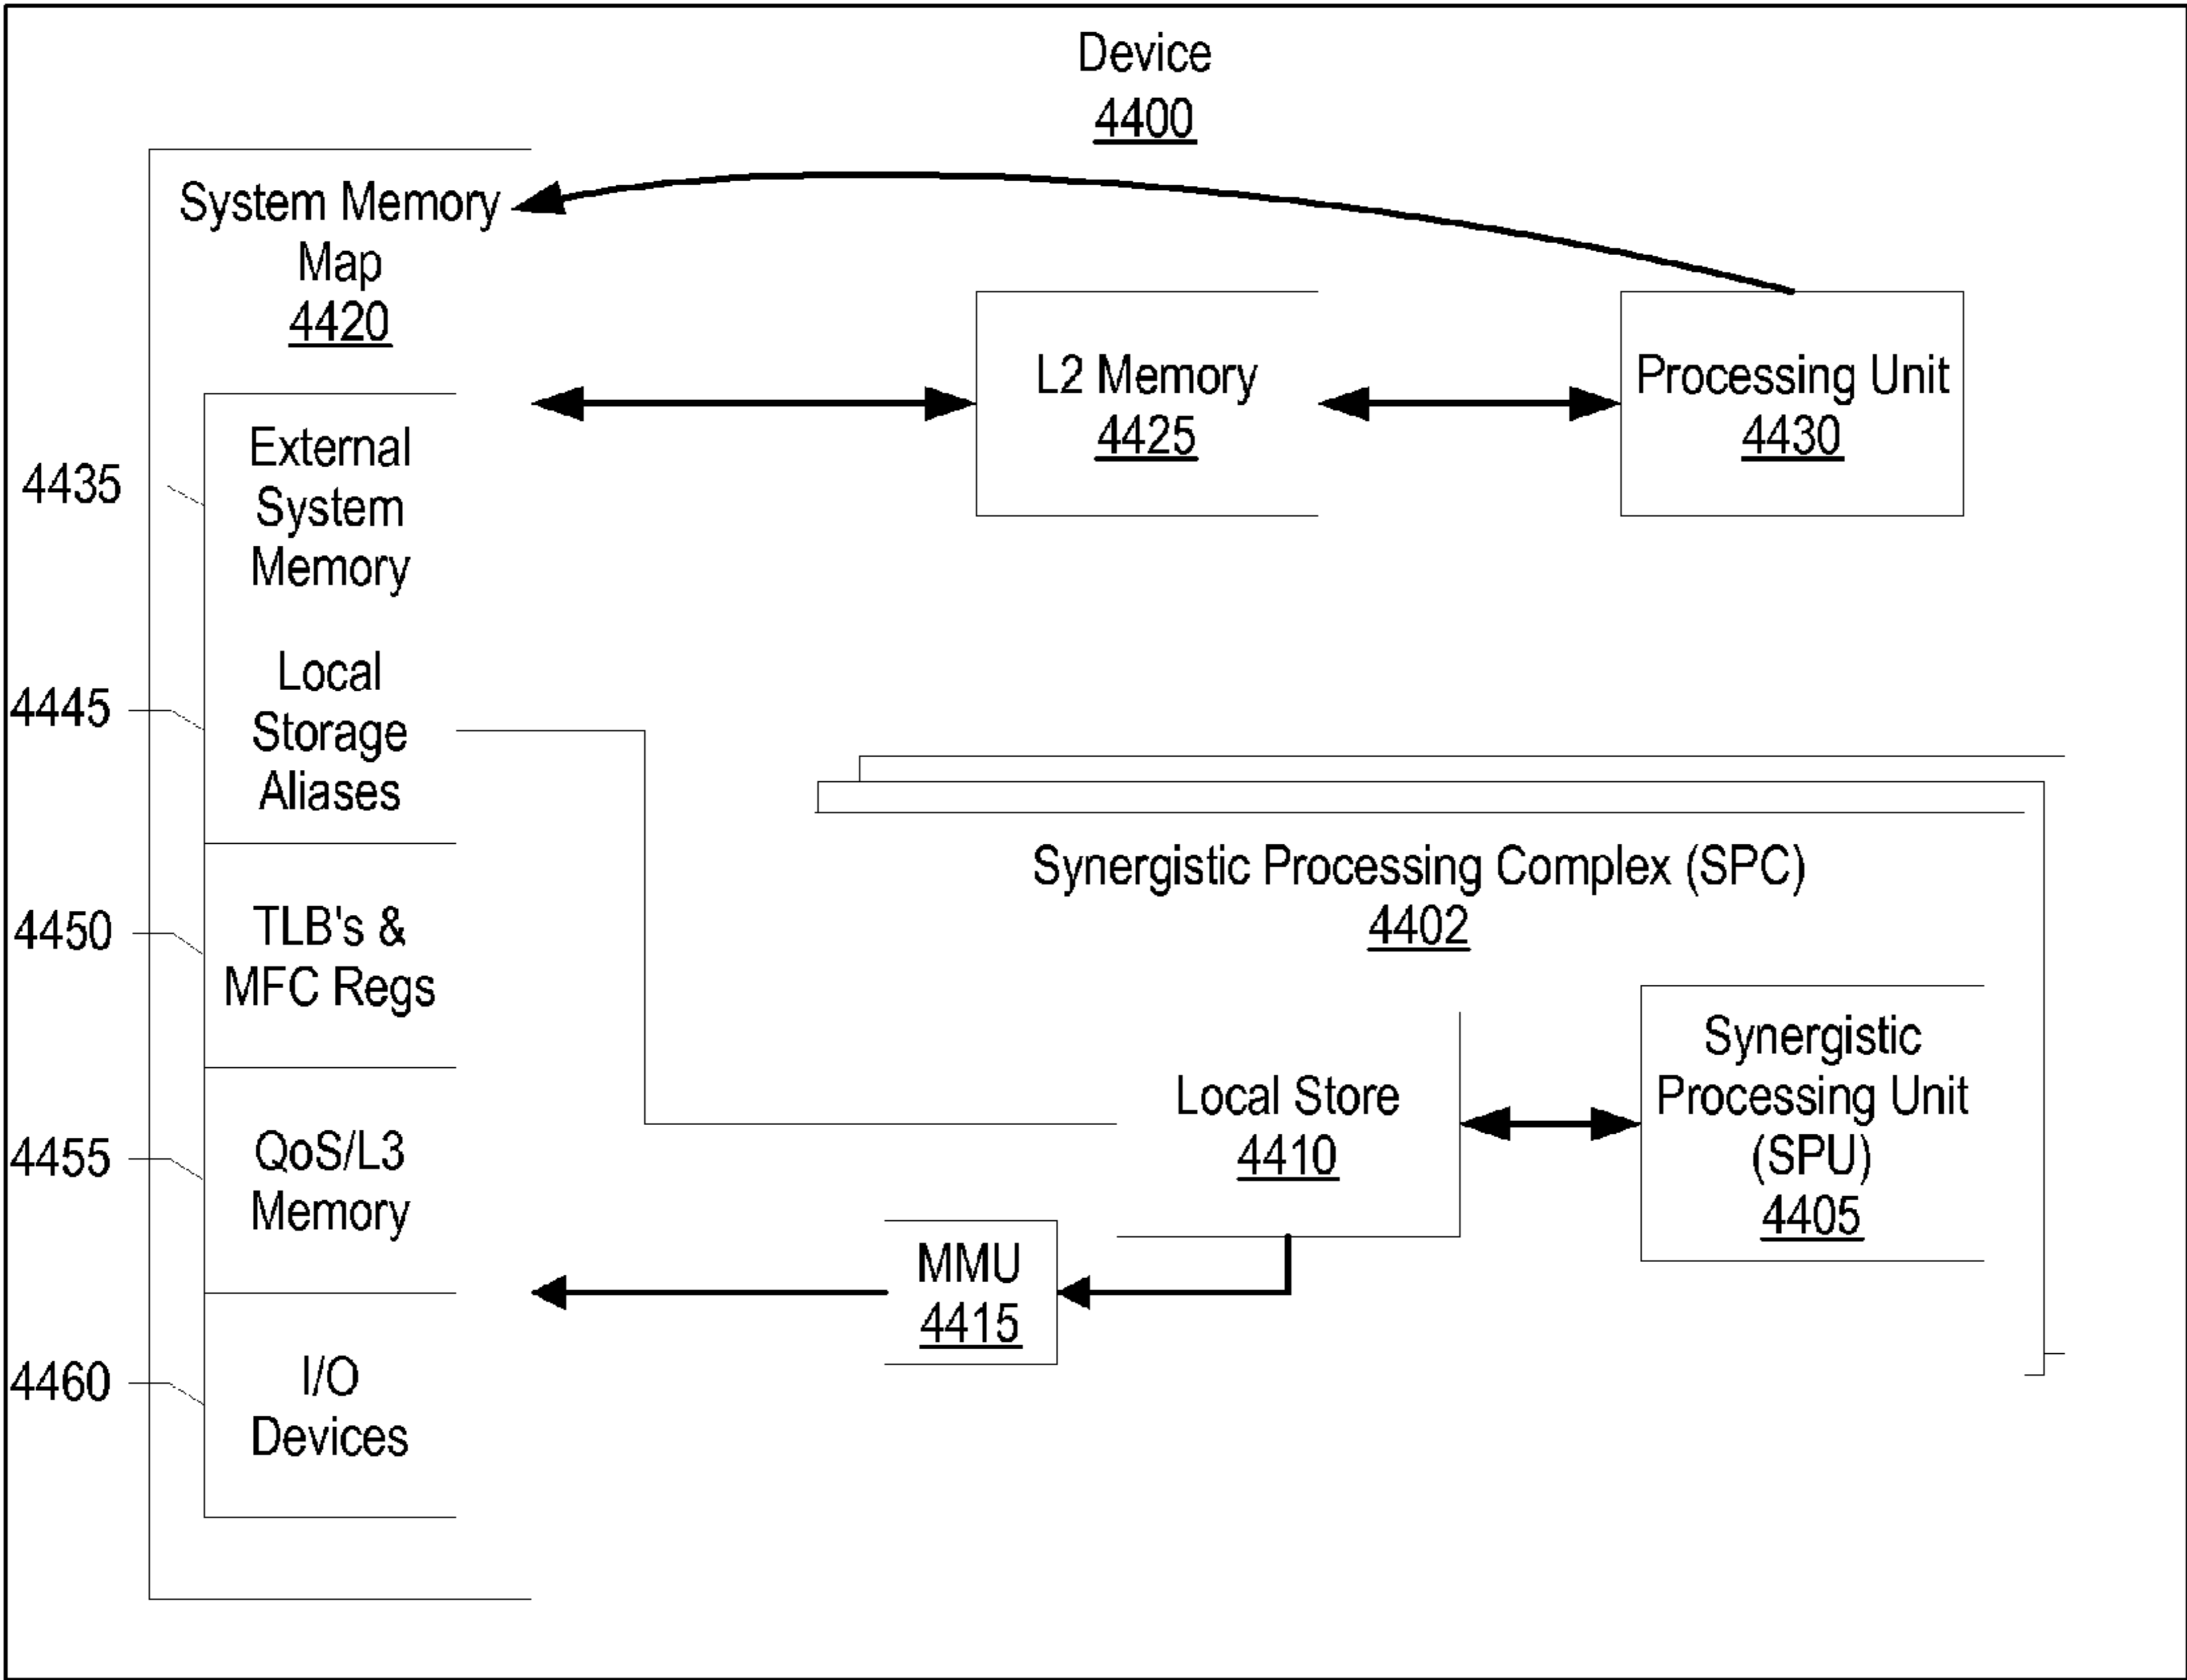 Device
4400
System Memory
Map
4420
L2 Memory
4425
Processing Unit
4430
4435
External
System
Memory
4445
Local
Storage
Aliases
4450
TLB's &
MFC Regs
4455
QoS/L3
Memory
4460
I/O
Devices
Synergistic Processing Complex (SPC)
4402
Local Store
4410
Synergistic
Processing Unit
(SPU)
4405
MMU
4415